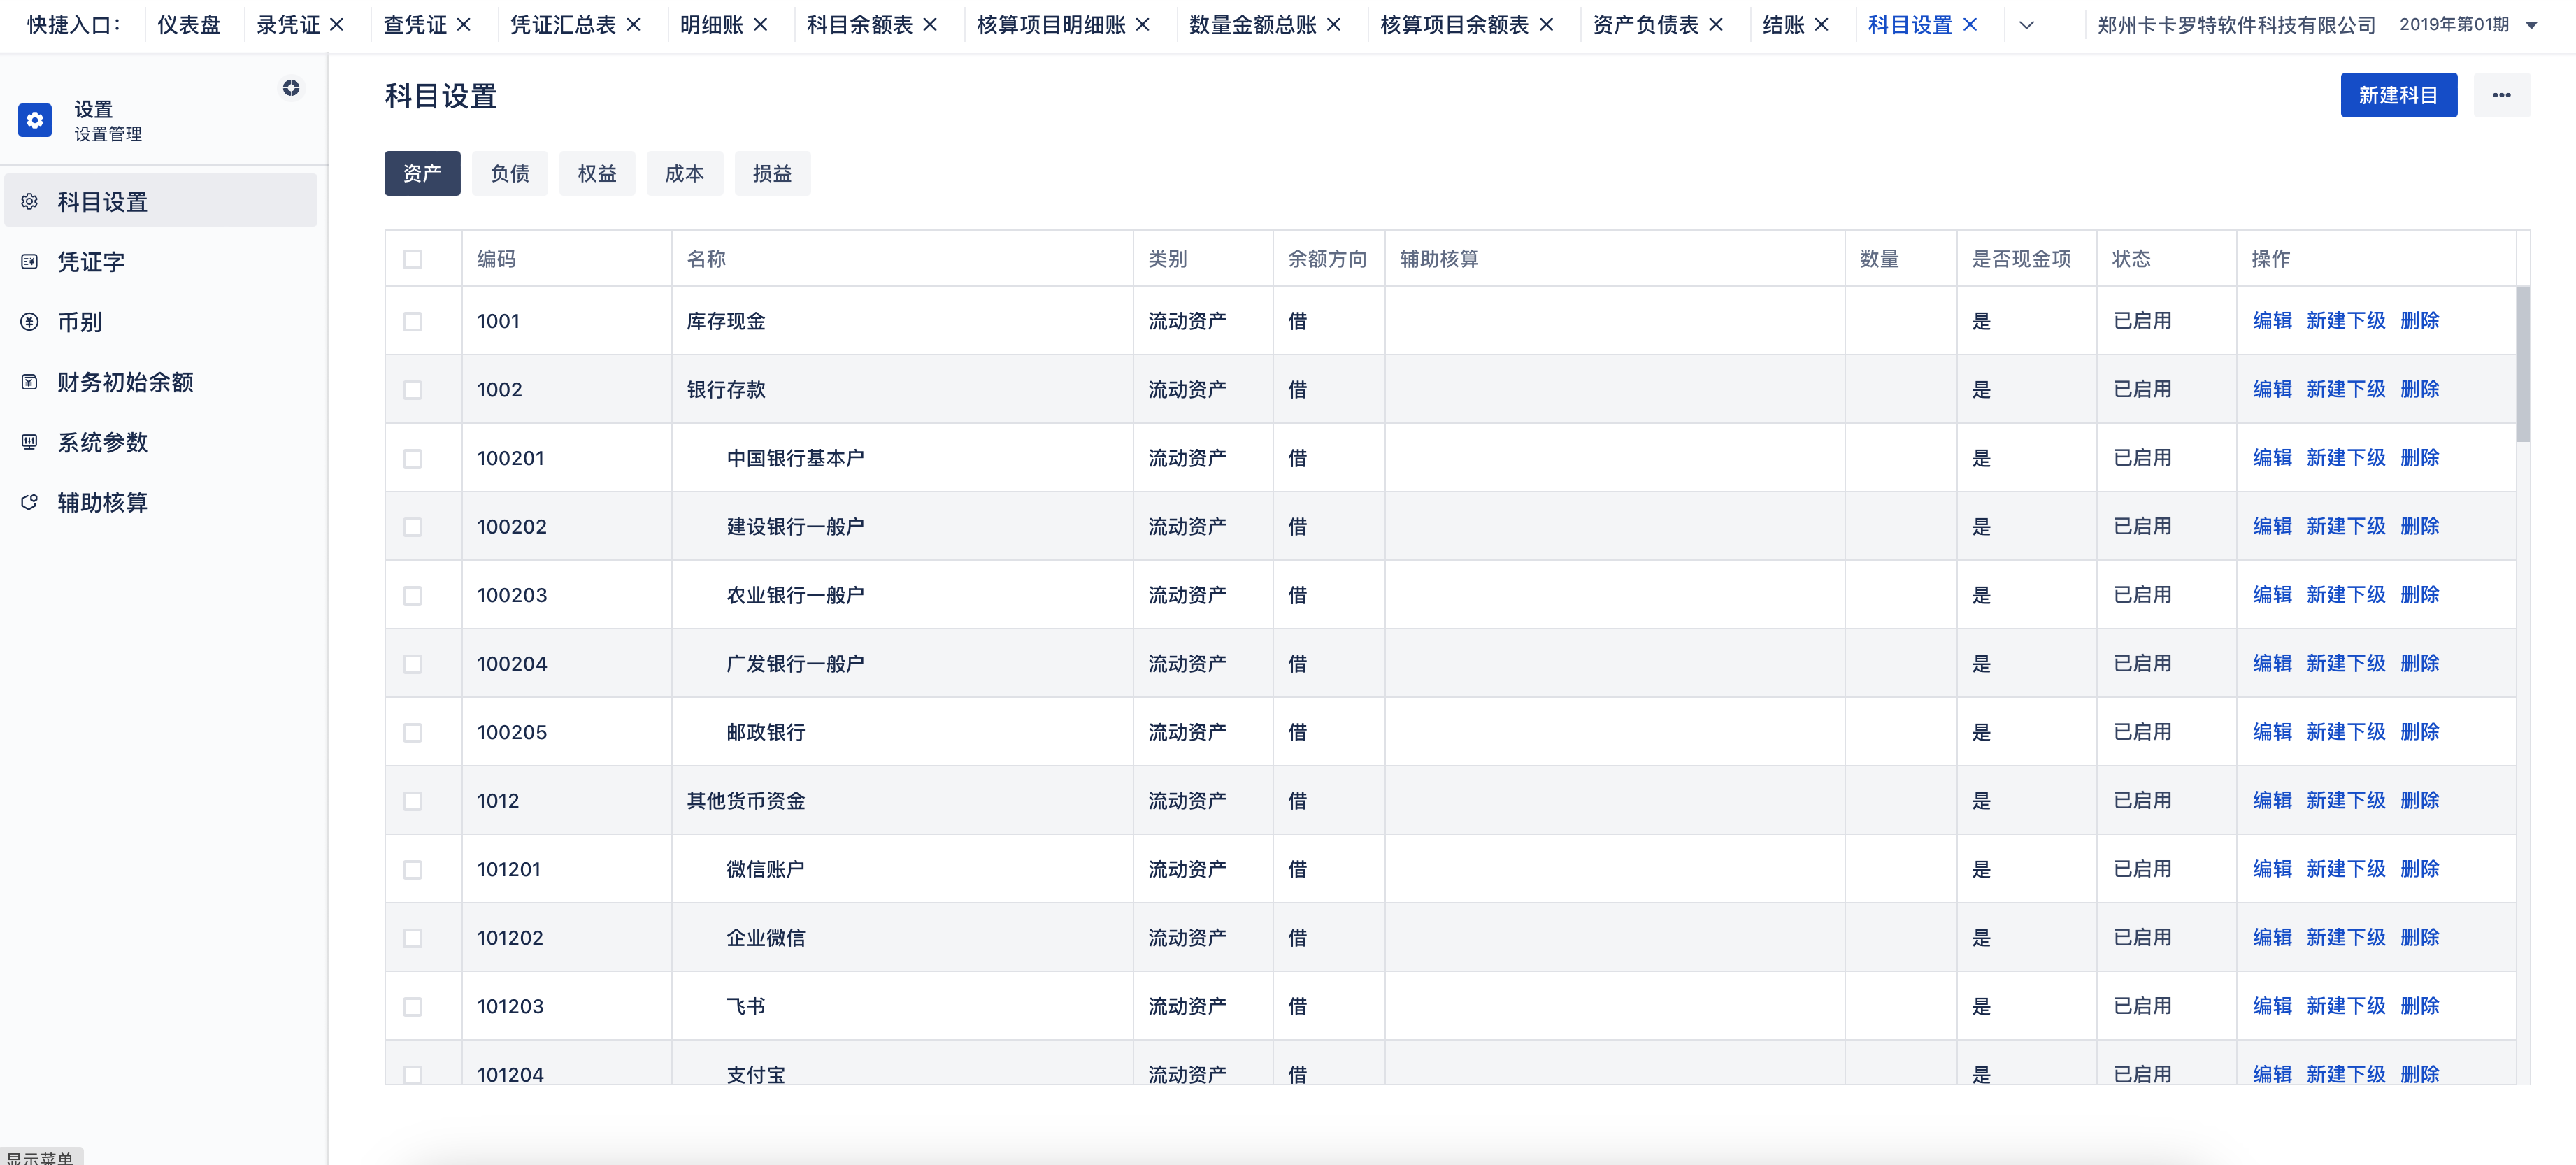 快捷入口： 仪表盘 录凭证 查凭证 凭证汇总表 明细账 科目余额表 核算项目明细账 数量金额总账 核算项目余额表 资产负债表 结账 科目设置 郑州卡卡罗特软件科技有限公司 2019年第01期
设置
设置管理
科目设置
凭证字
币别
财务初始余额
系统参数
辅助核算
显示菜单
科目设置 新建科目
资产 负债 权益 成本 损益
编码 名称 类别 余额方向 辅助核算 数量 是否现金项 状态 操作
1001 库存现金 流动资产 借 是 已启用 编辑 新建下级 删除
1002 银行存款 流动资产 借 是 已启用 编辑 新建下级 删除
100201 中国银行基本户 流动资产 借 是 已启用 编辑 新建下级 删除
100202 建设银行一般户 流动资产 借 是 已启用 编辑 新建下级 删除
100203 农业银行一般户 流动资产 借 是 已启用 编辑 新建下级 删除
100204 广发银行一般户 流动资产 借 是 已启用 编辑 新建下级 删除
100205 邮政银行 流动资产 借 是 已启用 编辑 新建下级 删除
1012 其他货币资金 流动资产 借 是 已启用 编辑 新建下级 删除
101201 微信账户 流动资产 借 是 已启用 编辑 新建下级 删除
101202 企业微信 流动资产 借 是 已启用 编辑 新建下级 删除
101203 飞书 流动资产 借 是 已启用 编辑 新建下级 删除
101204 支付宝 流动资产 借 是 已启用 编辑 新建下级 删除